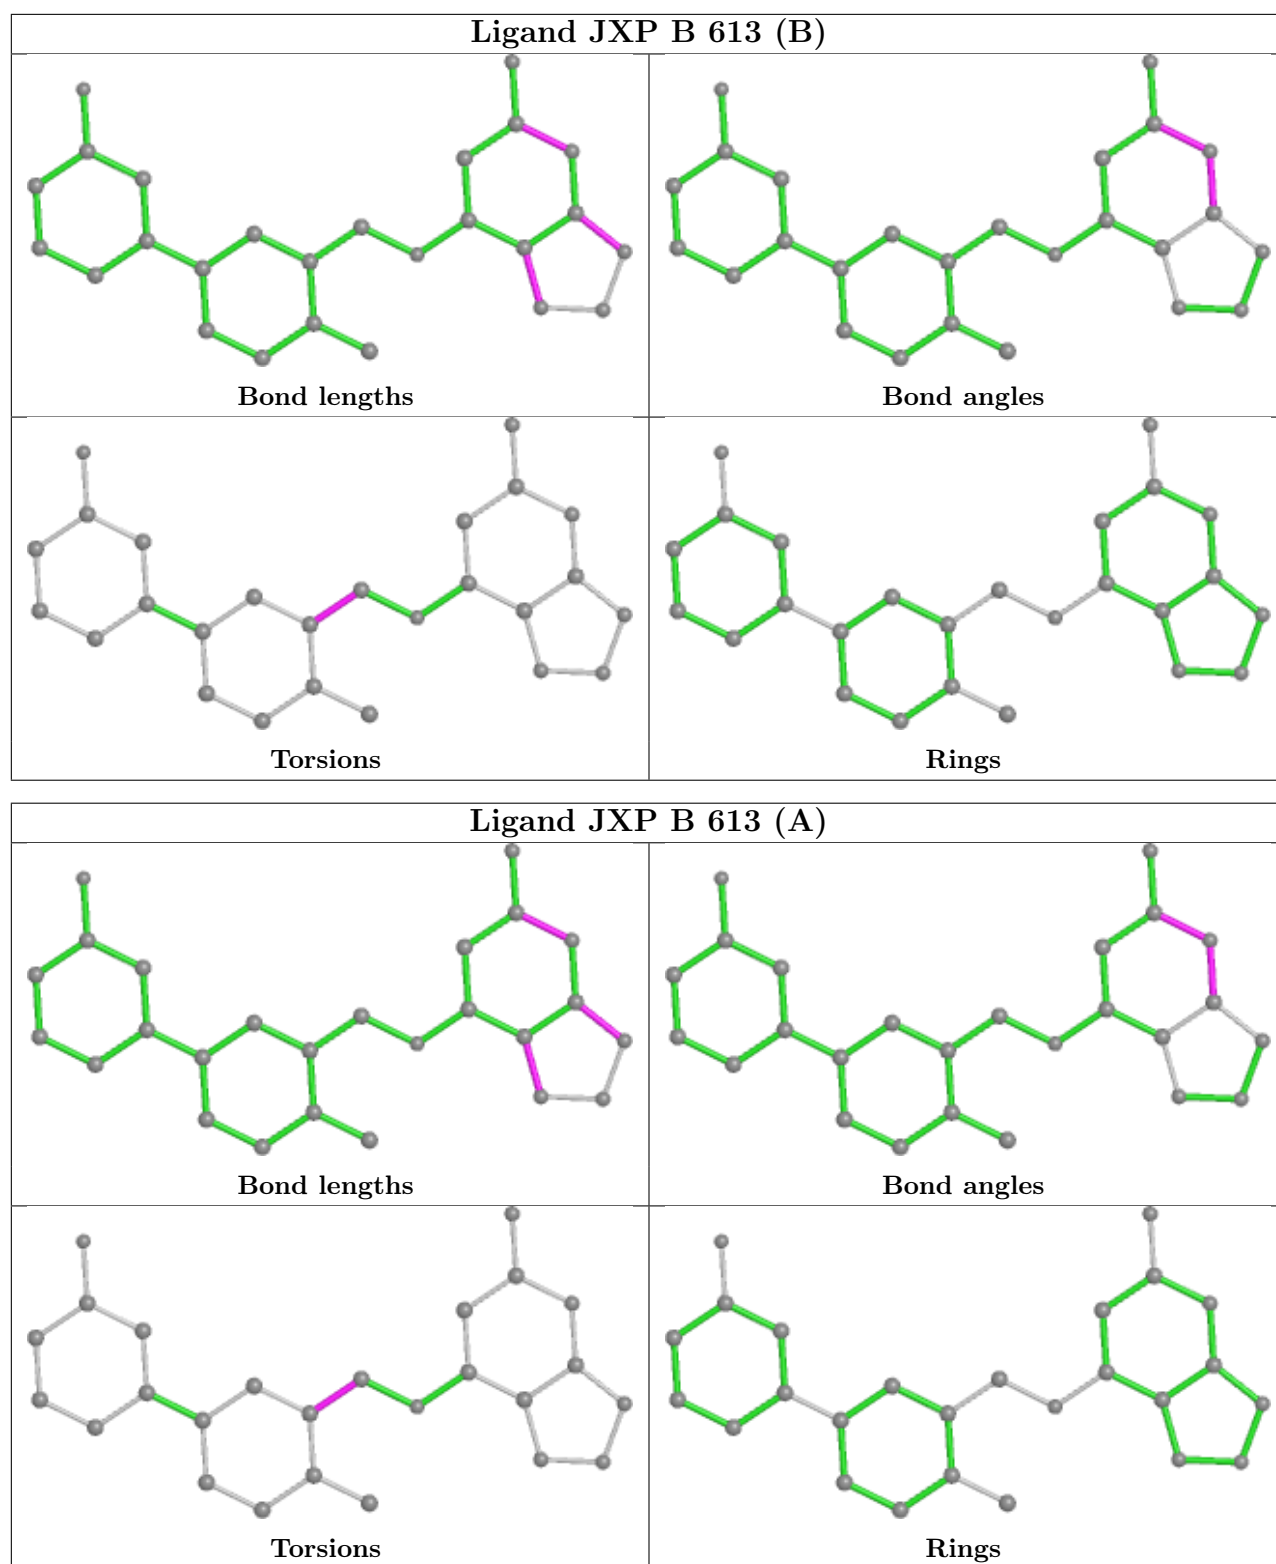 Ligand JXP B 613 (B)
Bond lengths
Bond angles
Torsions
Rings
Ligand JXP B 613 (A)
Bond lengths
Bond angles
Torsions
Rings